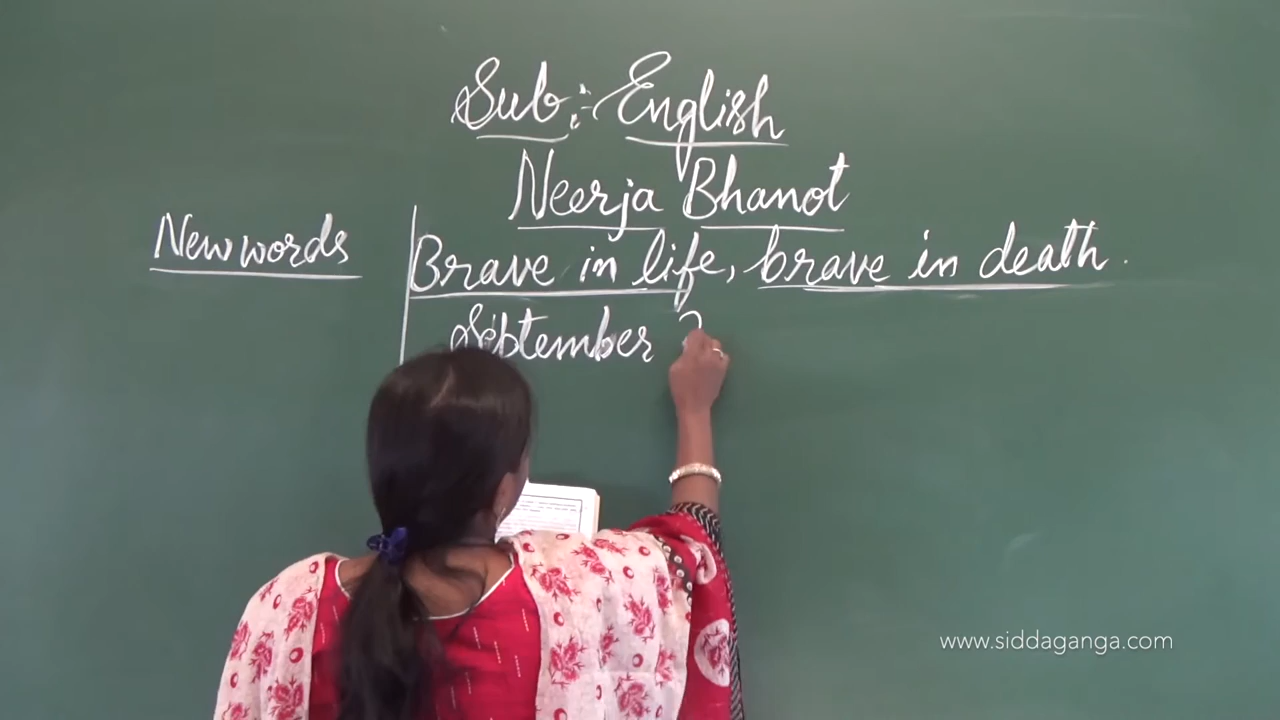 Sub:- English
Neerja Bhanot
New words
Brave in life, brave in death.
September
www.siddaganga.com